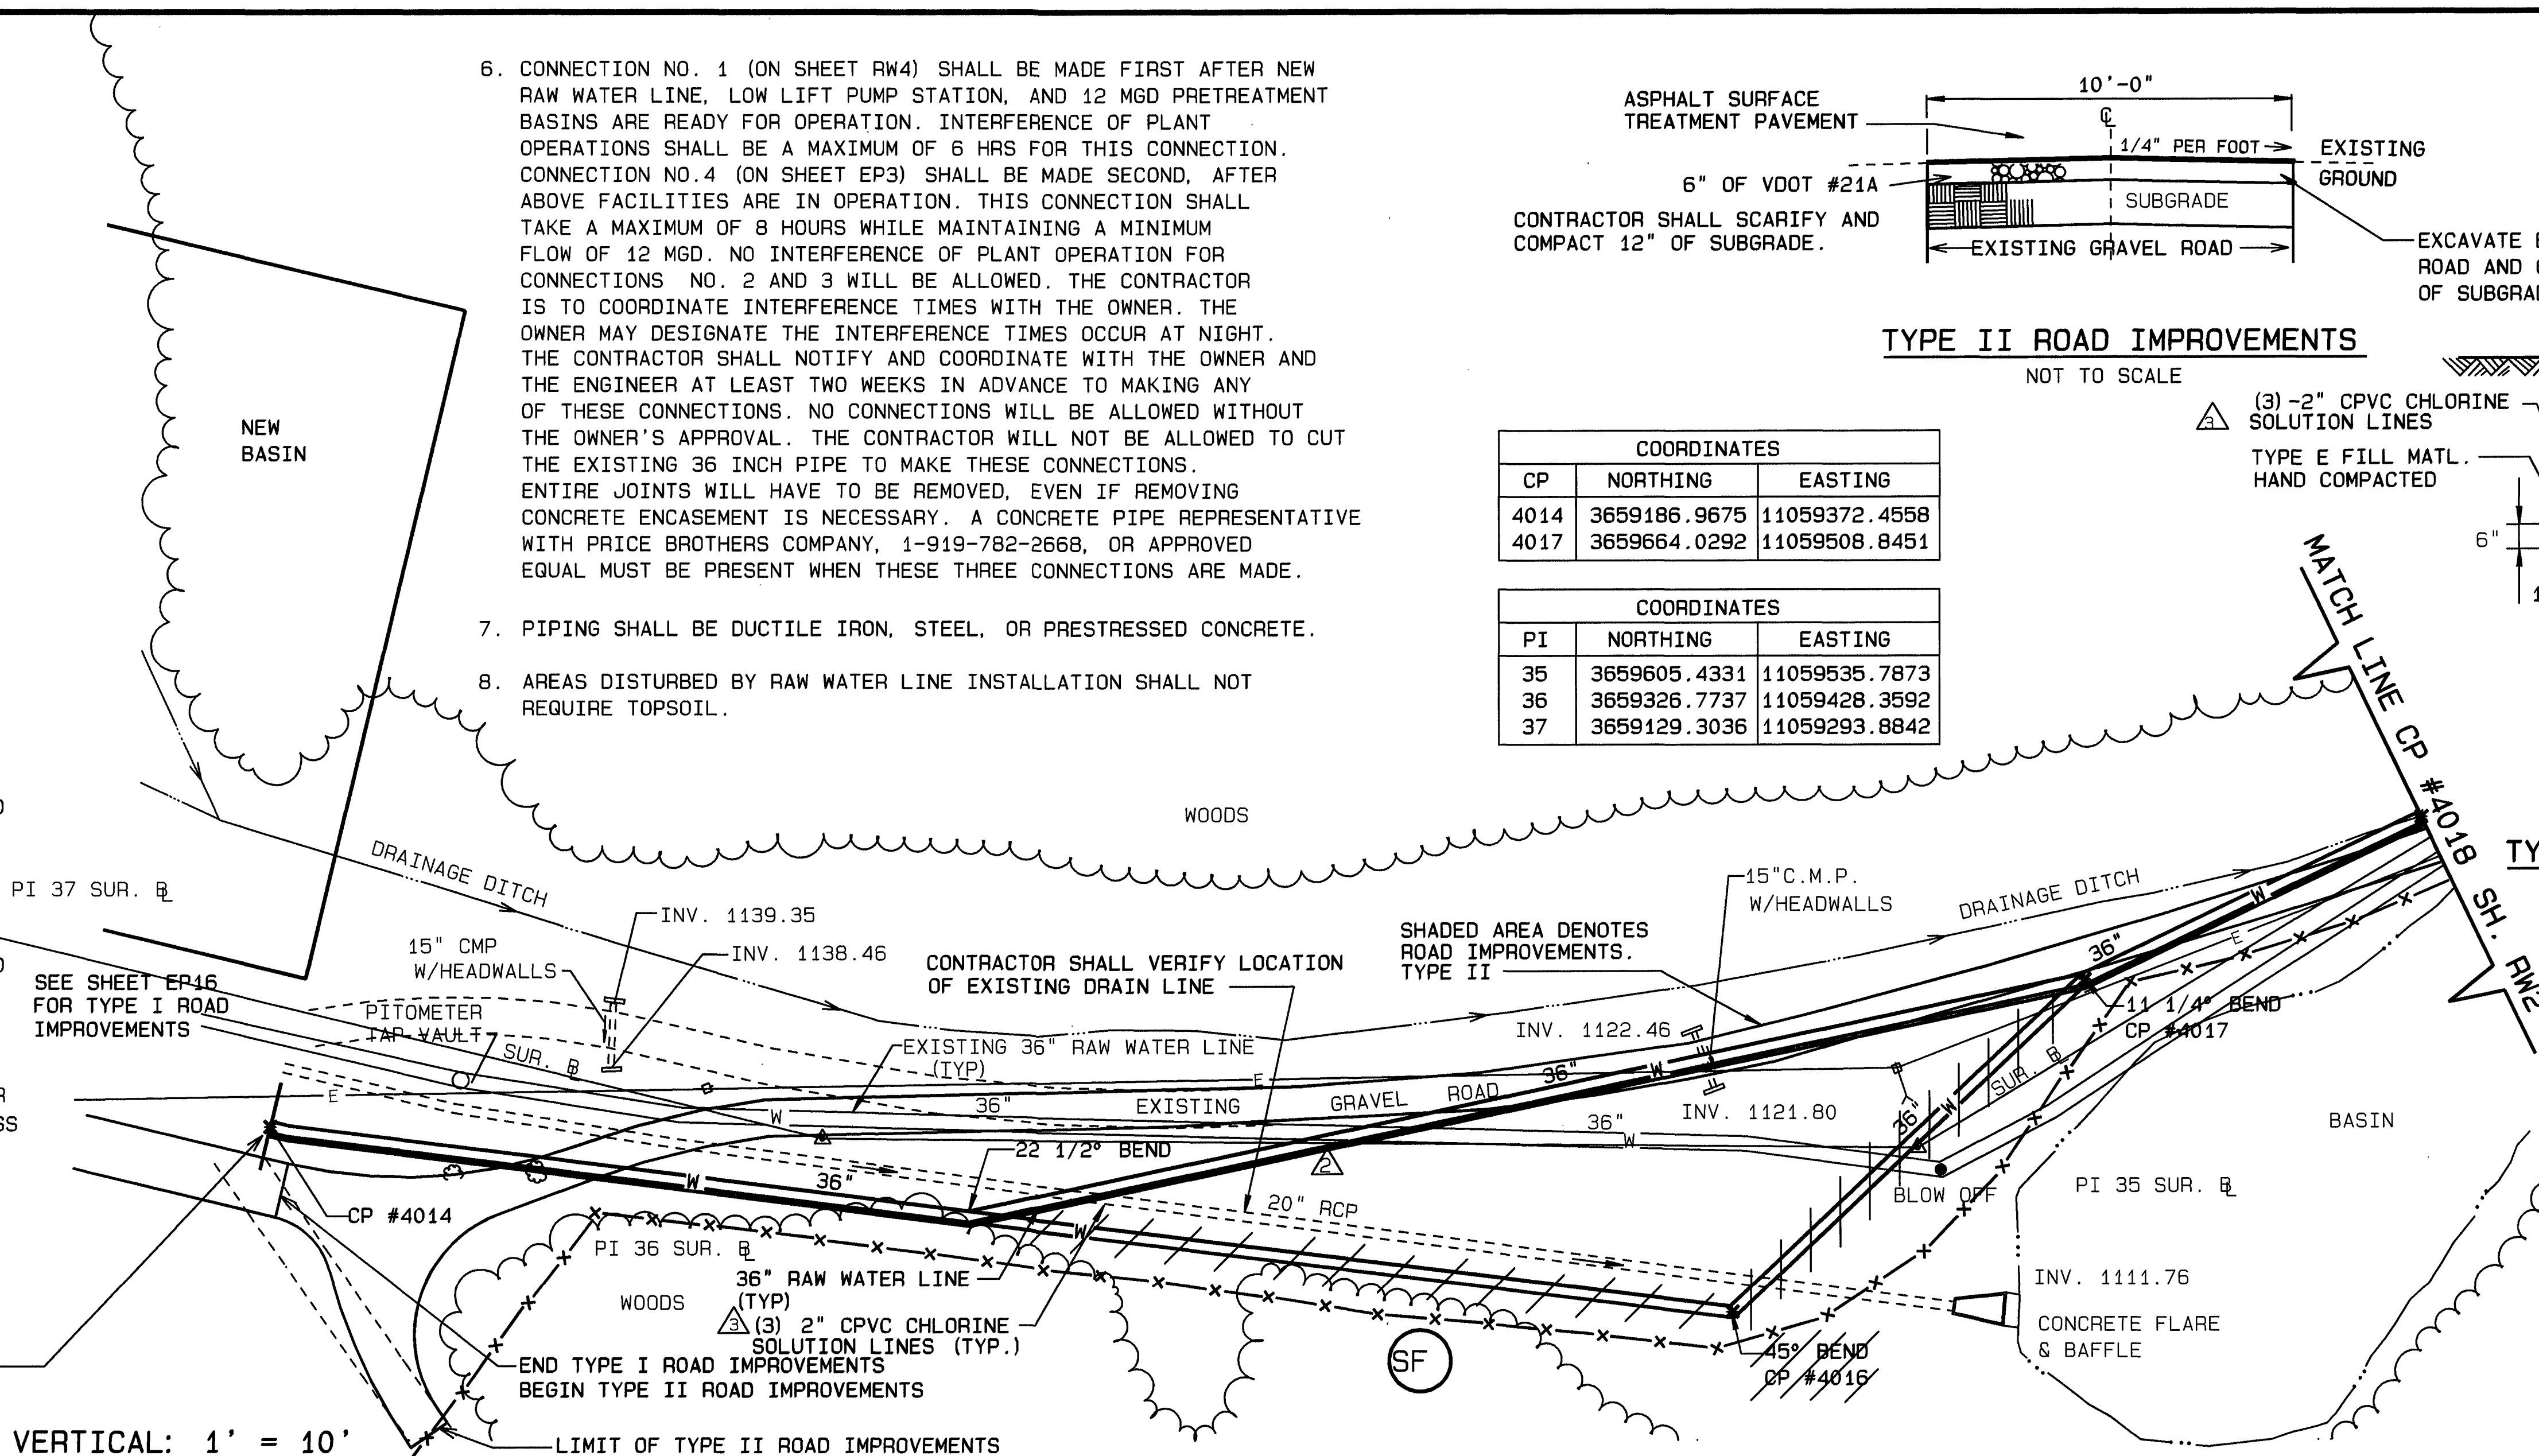 6. CONNECTION NO. 1 (ON SHEET RW4) SHALL BE MADE FIRST AFTER NEW
RAW WATER LINE, LOW LIFT PUMP STATION, AND 12 MGD PRETREATMENT
BASINS ARE READY FOR OPERATION. INTERFERENCE OF PLANT
OPERATIONS SHALL BE A MAXIMUM OF 6 HRS FOR THIS CONNECTION.
CONNECTION NO.4 (ON SHEET EP3) SHALL BE MADE SECOND, AFTER
ABOVE FACILITIES ARE IN OPERATION. THIS CONNECTION SHALL
TAKE A MAXIMUM OF 8 HOURS WHILE MAINTAINING A MINIMUM
FLOW OF 12 MGD. NO INTERFERENCE OF PLANT OPERATION FOR
CONNECTIONS NO. 2 AND 3 WILL BE ALLOWED. THE CONTRACTOR
IS TO COORDINATE INTERFERENCE TIMES WITH THE OWNER. THE
OWNER MAY DESIGNATE THE INTERFERENCE TIMES OCCUR AT NIGHT.
THE CONTRACTOR SHALL NOTIFY AND COORDINATE WITH THE OWNER AND
THE ENGINEER AT LEAST TWO WEEKS IN ADVANCE TO MAKING ANY
OF THESE CONNECTIONS. NO CONNECTIONS WILL BE ALLOWED WITHOUT
THE OWNER'S APPROVAL. THE CONTRACTOR WILL NOT BE ALLOWED TO CUT
THE EXISTING 36 INCH PIPE TO MAKE THESE CONNECTIONS.
ENTIRE JOINTS WILL HAVE TO BE REMOVED, EVEN IF REMOVING
CONCRETE ENCASEMENT IS NECESSARY. A CONCRETE PIPE REPRESENTATIVE
WITH PRICE BROTHERS COMPANY, 1-919-782-2668, OR APPROVED
EQUAL MUST BE PRESENT WHEN THESE THREE CONNECTIONS ARE MADE.
7. PIPING SHALL BE DUCTILE IRON, STEEL, OR PRESTRESSED CONCRETE.
8. AREAS DISTURBED BY RAW WATER LINE INSTALLATION SHALL NOT
REQUIRE TOPSOIL.
NEW
BASIN
10'-0"
ASPHALT SURFACE
TREATMENT PAVEMENT
℄
1/4" PER FOOT
EXISTING
GROUND
6" OF VDOT #21A
SUBGRADE
CONTRACTOR SHALL SCARIFY AND
COMPACT 12" OF SUBGRADE.
EXISTING GRAVEL ROAD
EXCAVATE
ROAD AND
OF
TYPE II ROAD IMPROVEMENTS
NOT TO SCALE
3
(3)-2" CPVC CHLORINE
SOLUTION LINES
TYPE E FILL MATL.
HAND COMPACTED
6"
COORDINATES
CP NORTHING EASTING
4014 3659186.9675 11059372.4558
4017 3659664.0292 11059508.8451
COORDINATES
PI NORTHING EASTING
35 3659605.4331 11059535.7873
36 3659326.7737 11059428.3592
37 3659129.3036 11059293.8842
MATCH LINE CP #4018 SH. RW2
WOODS
PI 37 SUR. BL
DRAINAGE DITCH
INV. 1139.35
15" CMP
W/HEADWALLS
INV. 1138.46
SEE SHEET EP16
FOR TYPE I ROAD
IMPROVEMENTS
PITOMETER
TAP VAULT
SUR. BL
CONTRACTOR SHALL VERIFY LOCATION
OF EXISTING DRAIN LINE
SHADED AREA DENOTES
ROAD IMPROVEMENTS.
TYPE II
15"C.M.P.
W/HEADWALLS
DRAINAGE DITCH
W
36"
E
11 1/4° BEND
CP #4017
EXISTING 36" RAW WATER LINE
(TYP)
INV. 1122.46
E
E
36"
W
36"
EXISTING GRAVEL ROAD
W
INV. 1121.80
36"
W
36"
W
SUR. BL
BASIN
22 1/2° BEND
2
W
36"
CP #4014
BLOW OFF
PI 35 SUR. BL
20" RCP
W
PI 36 SUR. BL
36" RAW WATER LINE
(TYP)
WOODS
3
(3) 2" CPVC CHLORINE
SOLUTION LINES (TYP.)
INV. 1111.76
CONCRETE FLARE
& BAFFLE
SF
45° BEND
CP #4016
END TYPE I ROAD IMPROVEMENTS
BEGIN TYPE II ROAD IMPROVEMENTS
VERTICAL: 1' = 10'
LIMIT OF TYPE II ROAD IMPROVEMENTS